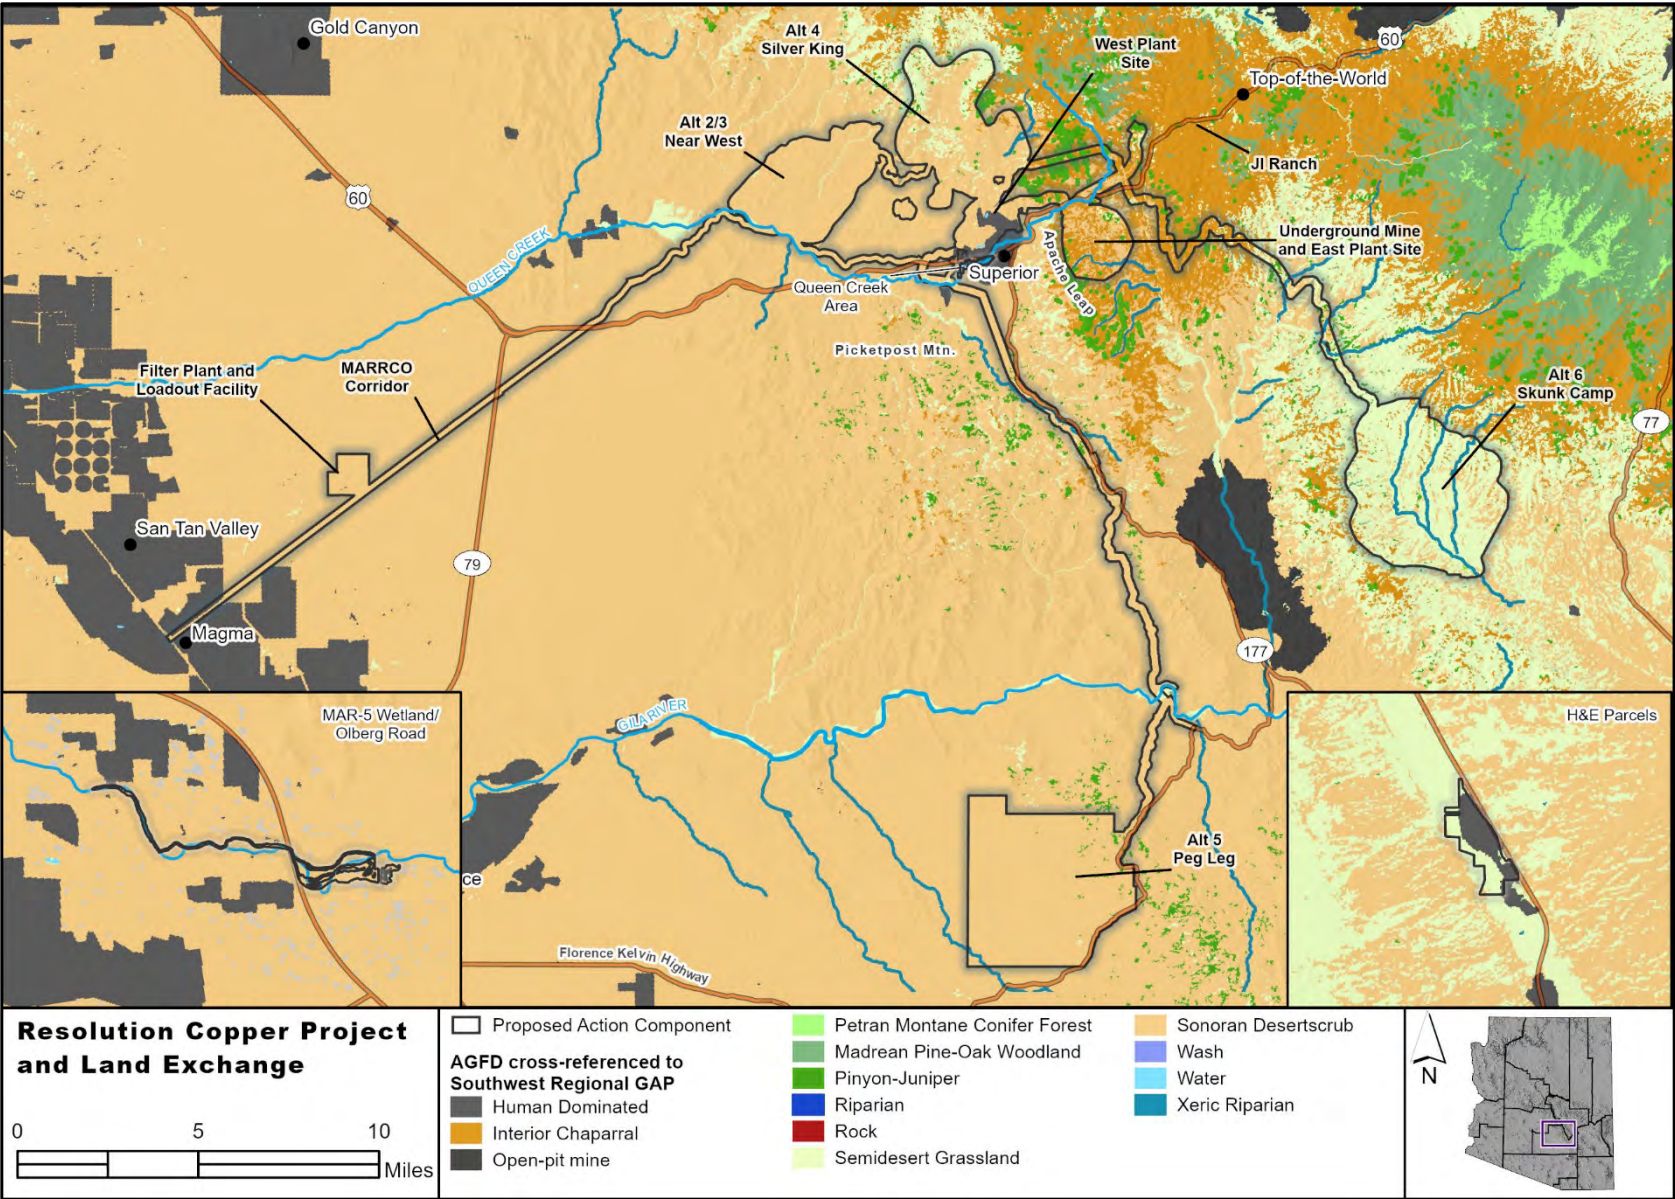 Gold Canyon
Alt 4
Silver King
West Plant
Site
60
Top-of-the-World
Alt 2/3
Near West
JI Ranch
60
QUEEN CREEK
Underground Mine
and East Plant Site
Apache Leap
Superior
Queen Creek
Area
Picketpost Mtn.
Filter Plant and
Loadout Facility
MARRCO
Corridor
Alt 6
Skunk Camp
77
San Tan Valley
79
Magma
177
GILA RIVER
MAR-5 Wetland/
Olberg Road
H&E Parcels
Alt 5
Peg Leg
ce
Florence Kelvin Highway
Resolution Copper Project
and Land Exchange
0 5 10
Miles
Proposed Action Component
AGFD cross-referenced to
Southwest Regional GAP
Human Dominated
Interior Chaparral
Open-pit mine
Petran Montane Conifer Forest
Madrean Pine-Oak Woodland
Pinyon-Juniper
Riparian
Rock
Semidesert Grassland
Sonoran Desertscrub
Wash
Water
Xeric Riparian
N